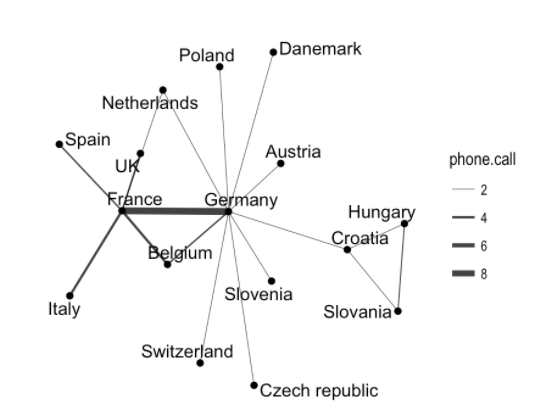 Danemark
Poland
Netherlands
Spain
UK
Austria
phone.call
2
France
Germany
4
Hungary
Croatia
6
Belgium
8
Slovenia
Italy
Slovania
Switzerland
Czech republic